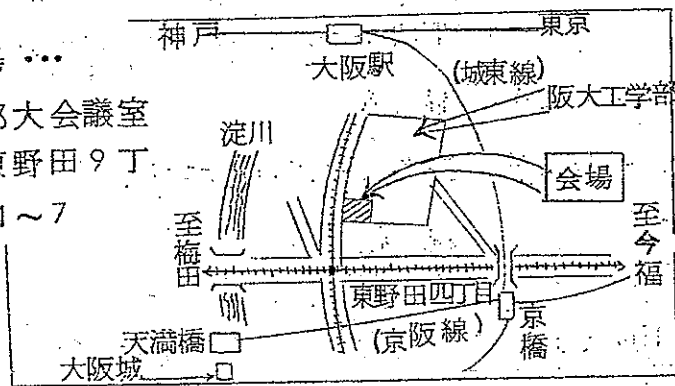 …
大会議室
東野田9丁
~7
神戸
東京
大阪駅
(城東線)
阪大工学部
淀川
会場
至梅田
至今福
東野田四丁目
天満橋
(京阪線)
京橋
大阪城